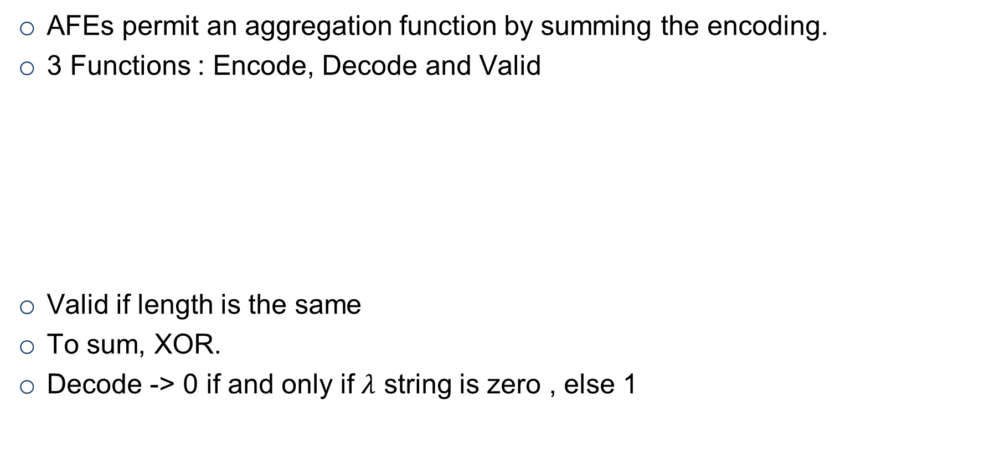 ○ AFEs permit an aggregation function by summing the encoding.
○ 3 Functions : Encode, Decode and Valid
○ Valid if length is the same
○ To sum, XOR.
○ Decode -> 0 if and only if 𝜆 string is zero , else 1